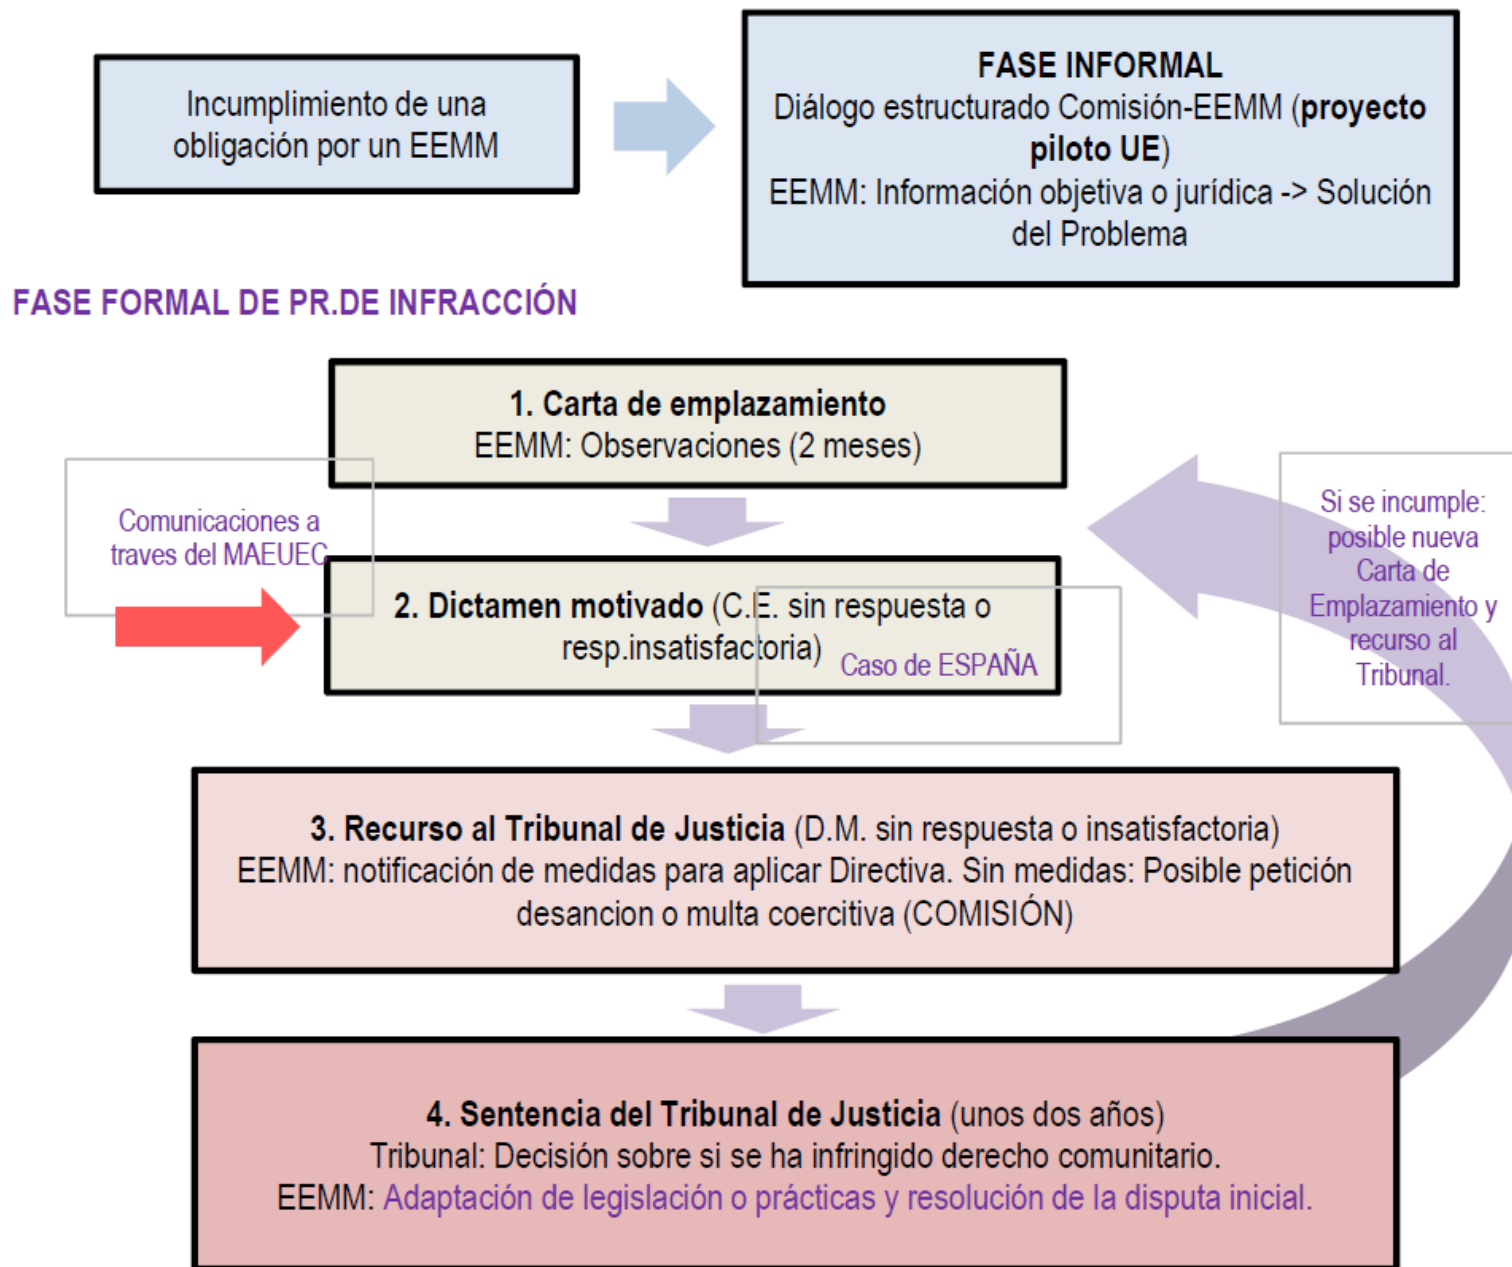 Incumplimiento de una
obligación por un EEMM
FASE INFORMAL
Diálogo estructurado Comisión-EEMM (proyecto
piloto UE)
EEMM: Información objetiva o jurídica -> Solución
del Problema
FASE FORMAL DE PR.DE INFRACCIÓN
1. Carta de emplazamiento
EEMM: Observaciones (2 meses)
Comunicaciones a
traves del MAEUEC
Si se incumple:
posible nueva
Carta de
Emplazamiento y
recurso al
Tribunal.
2. Dictamen motivado (C.E. sin respuesta o
resp.insatisfactoria)
Caso de ESPAÑA
3. Recurso al Tribunal de Justicia (D.M. sin respuesta o insatisfactoria)
EEMM: notificación de medidas para aplicar Directiva. Sin medidas: Posible petición
desancion o multa coercitiva (COMISIÓN)
4. Sentencia del Tribunal de Justicia (unos dos años)
Tribunal: Decisión sobre si se ha infringido derecho comunitario.
EEMM: Adaptación de legislación o prácticas y resolución de la disputa inicial.